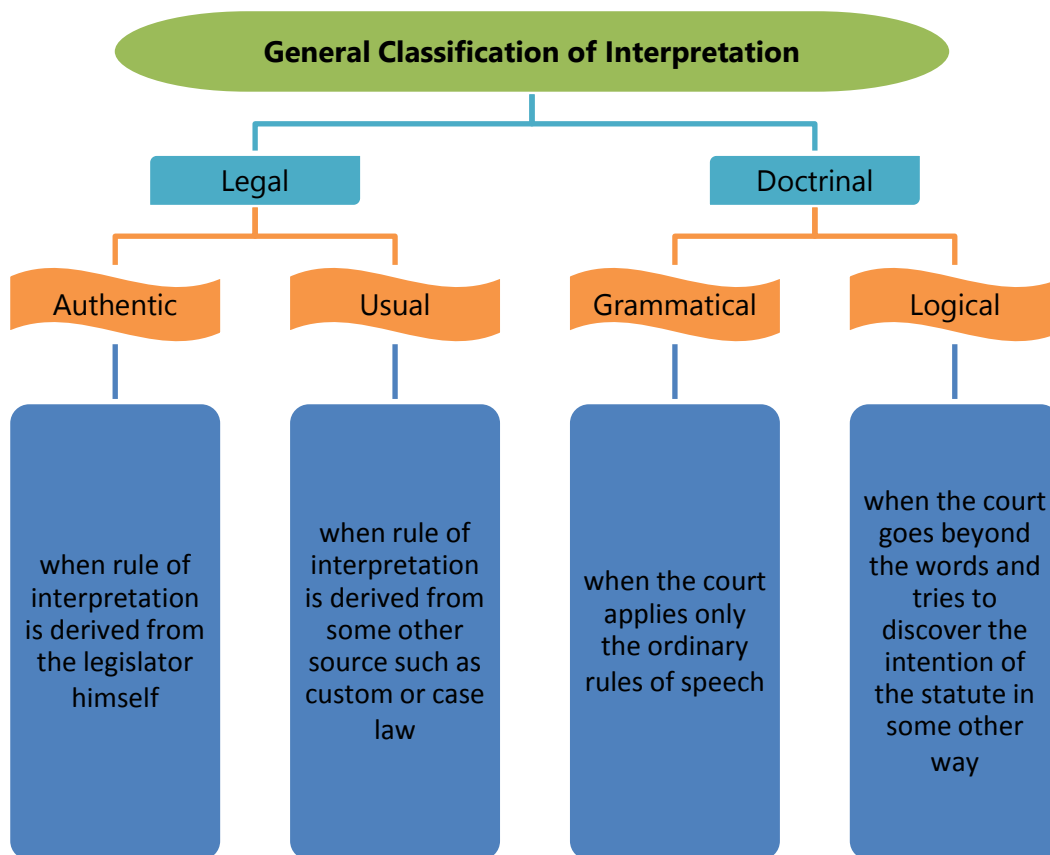 General Classification of Interpretation
Legal
Doctrinal
Authentic
Usual
Grammatical
Logical
when rule of
interpretation
is derived from
the legislator
himself
when rule of
interpretation
is derived from
some other
source such as
custom or case
law
when the court
applies only
the ordinary
rules of speech
when the court
goes beyond
the words and
tries to
discover the
intention of
the statute in
some other
way